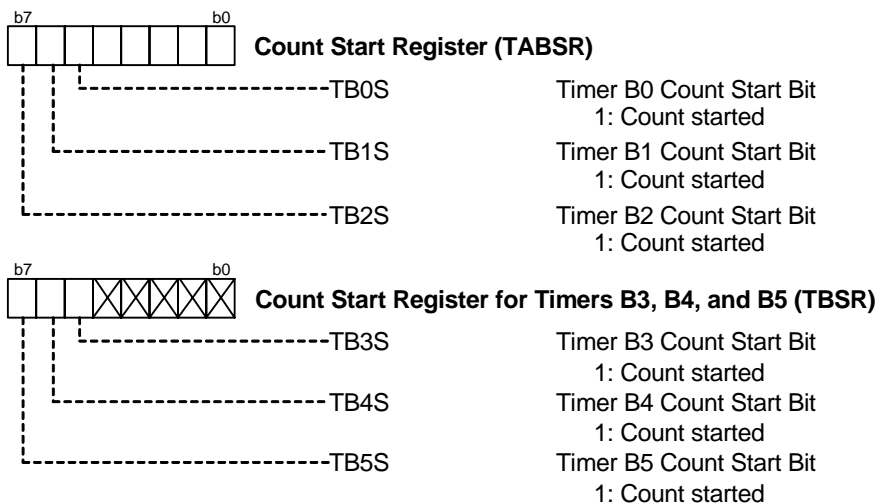 b7 b0
Count Start Register (TABSR)
TB0S Timer B0 Count Start Bit
1: Count started
TB1S Timer B1 Count Start Bit
1: Count started
TB2S Timer B2 Count Start Bit
1: Count started
b7 b0
Count Start Register for Timers B3, B4, and B5 (TBSR)
TB3S Timer B3 Count Start Bit
1: Count started
TB4S Timer B4 Count Start Bit
1: Count started
TB5S Timer B5 Count Start Bit
1: Count started